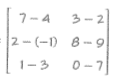 = [ 7 − 4 3 − 2
2 − (−1) 8 − 9
1 − 3 0 − 7 ]